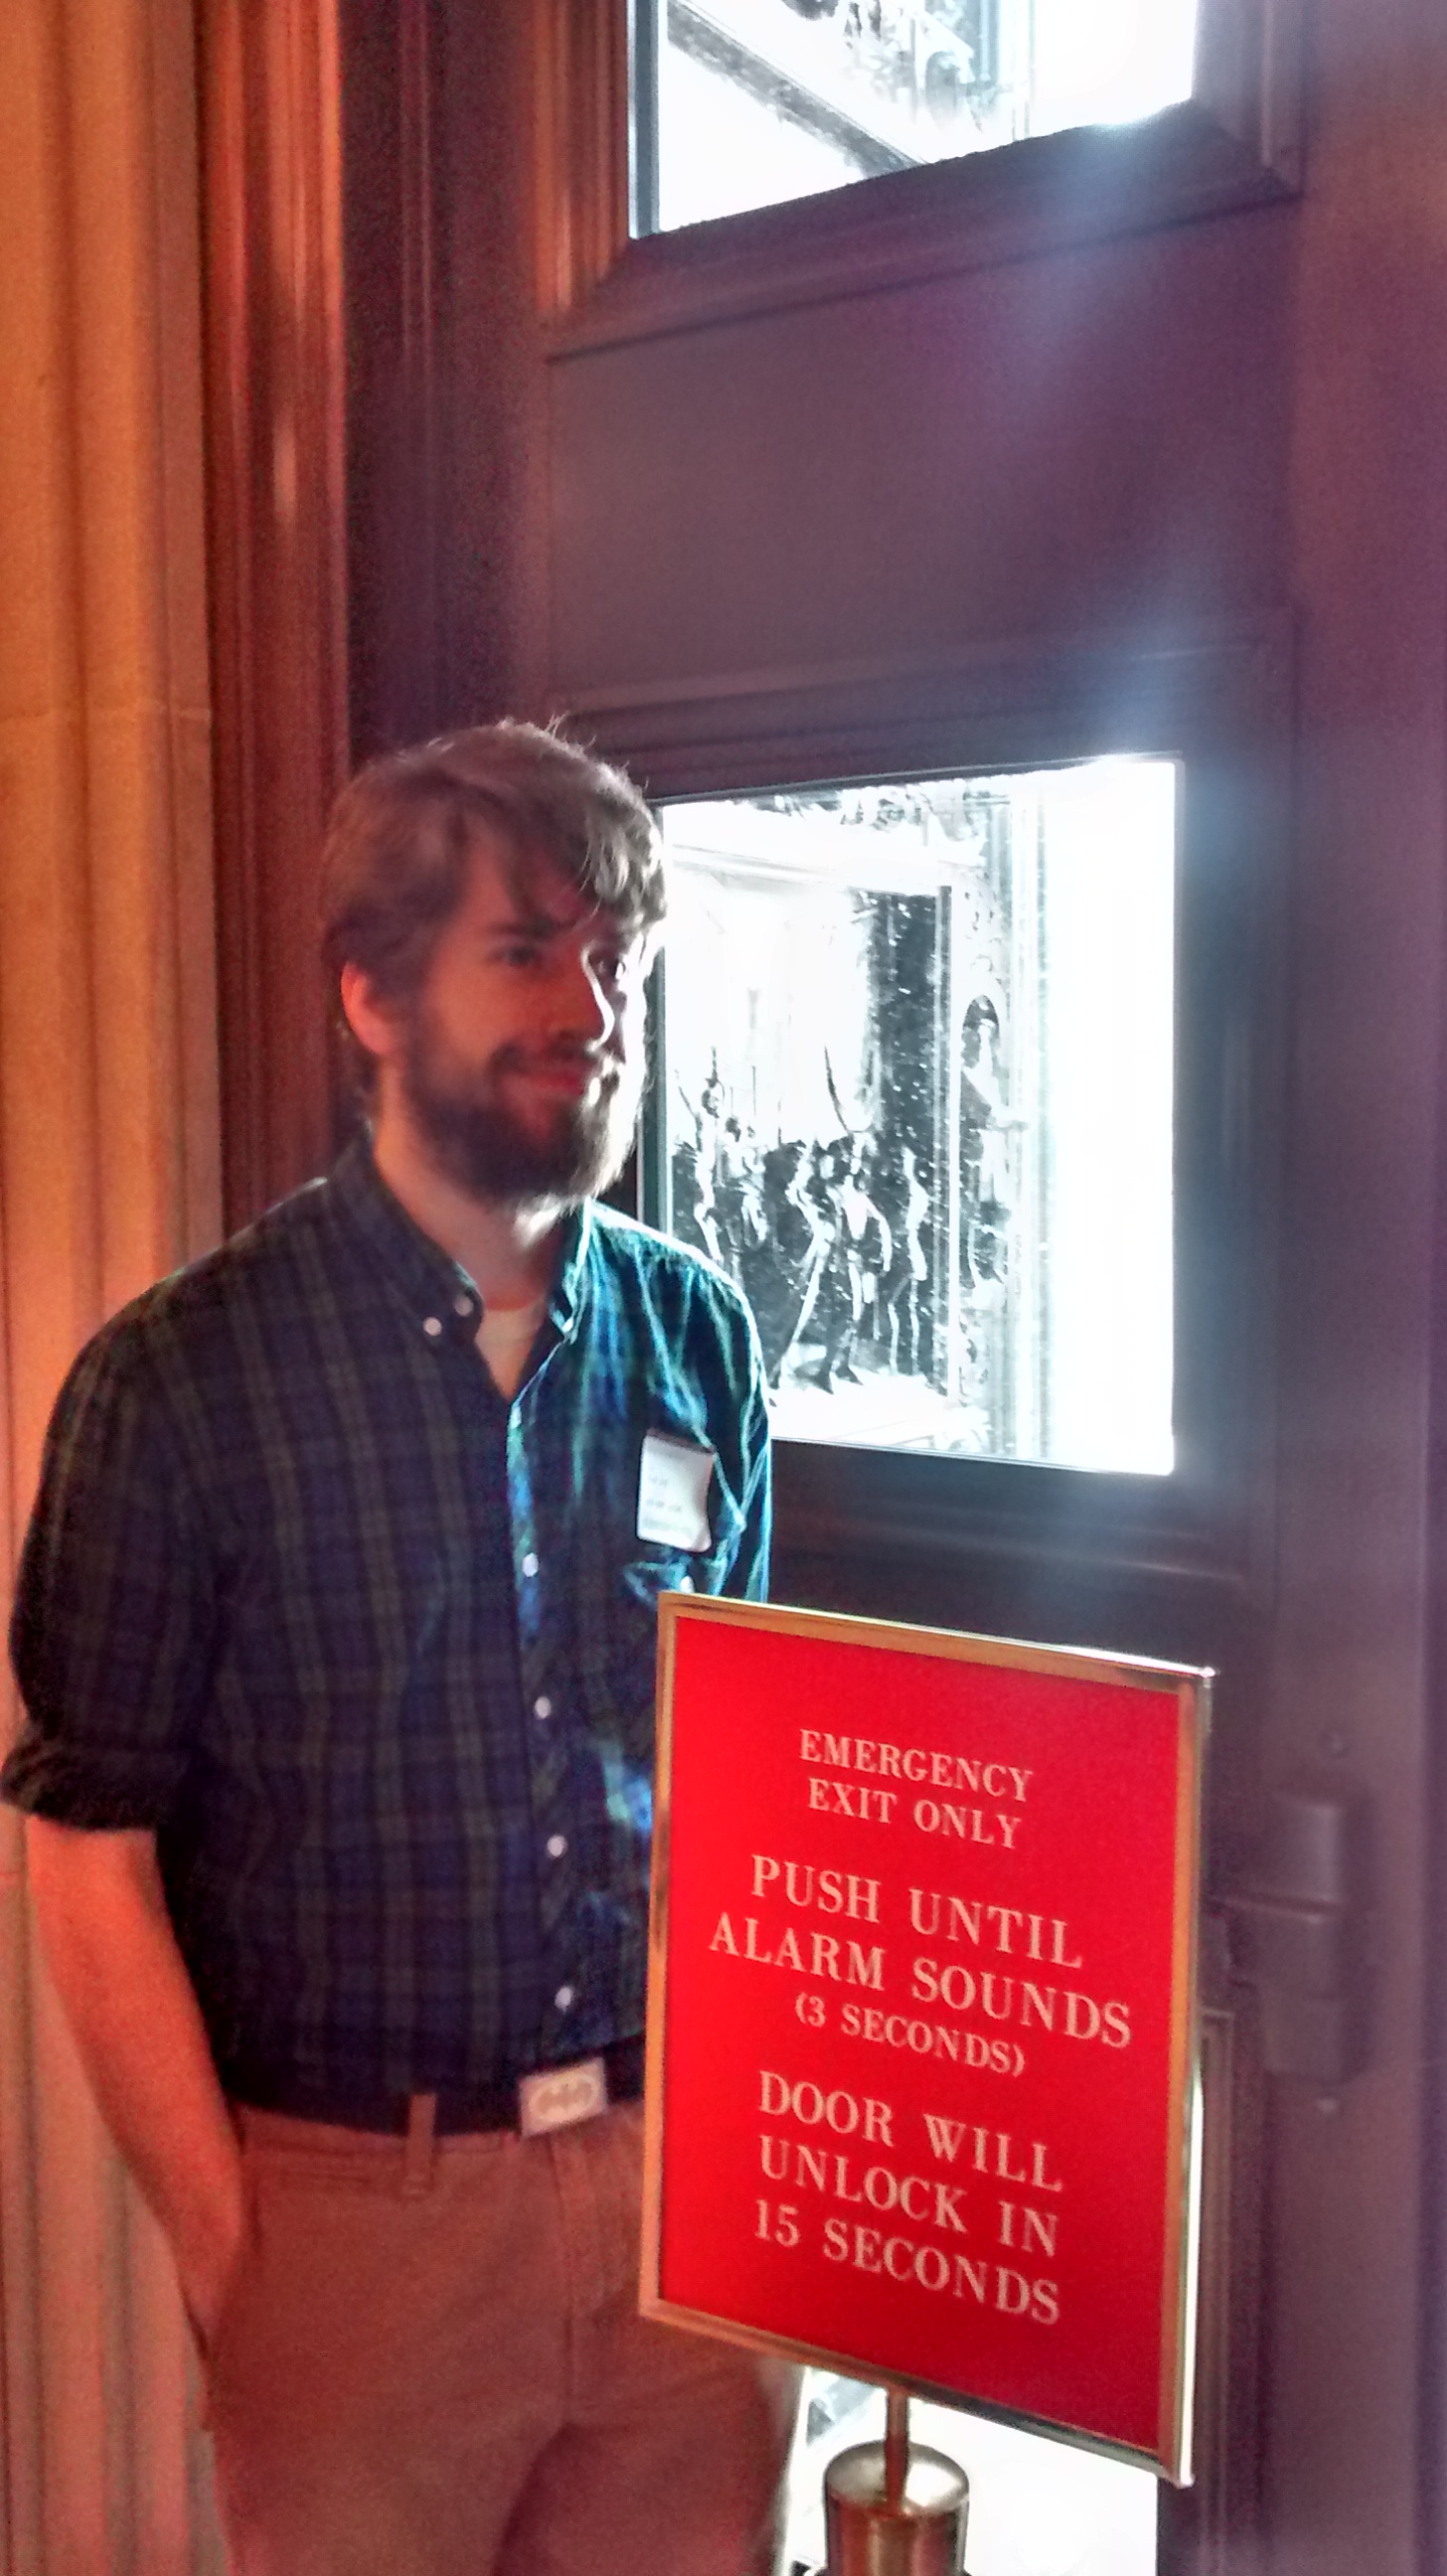 EMERGENCY
EXIT ONLY
PUSH UNTIL
ALARM SOUNDS
(3 SECONDS)
DOOR WILL
UNLOCK IN
15 SECONDS